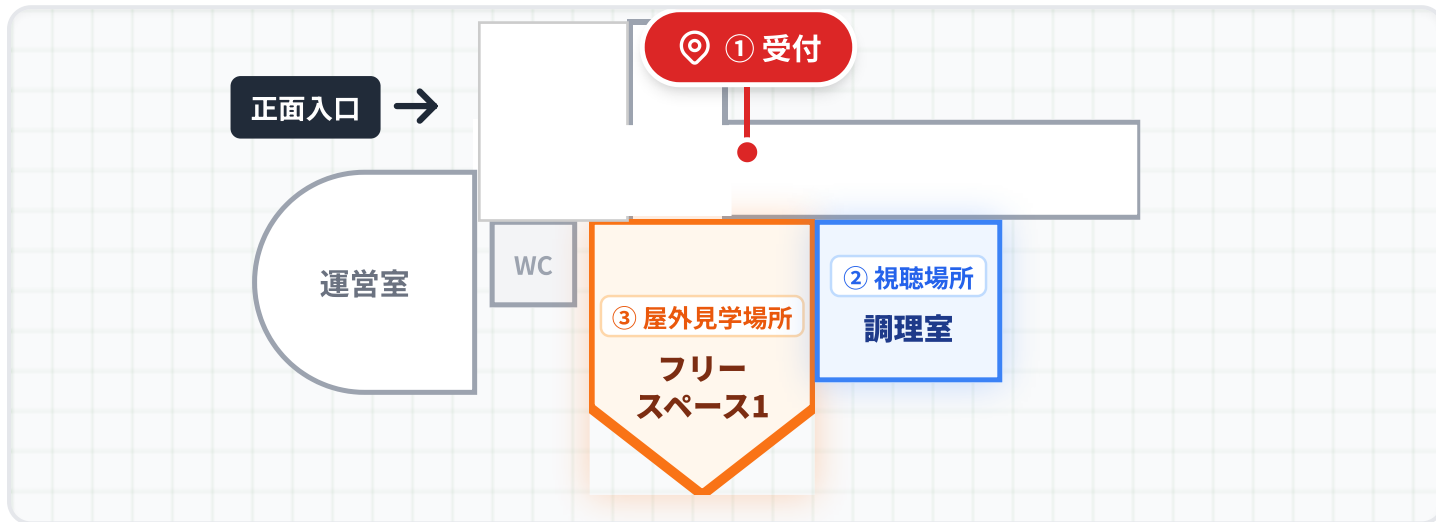 ① 受付
正面入口
運営室
WC
③ 屋外見学場所
フリー
スペース1
② 視聴場所
調理室